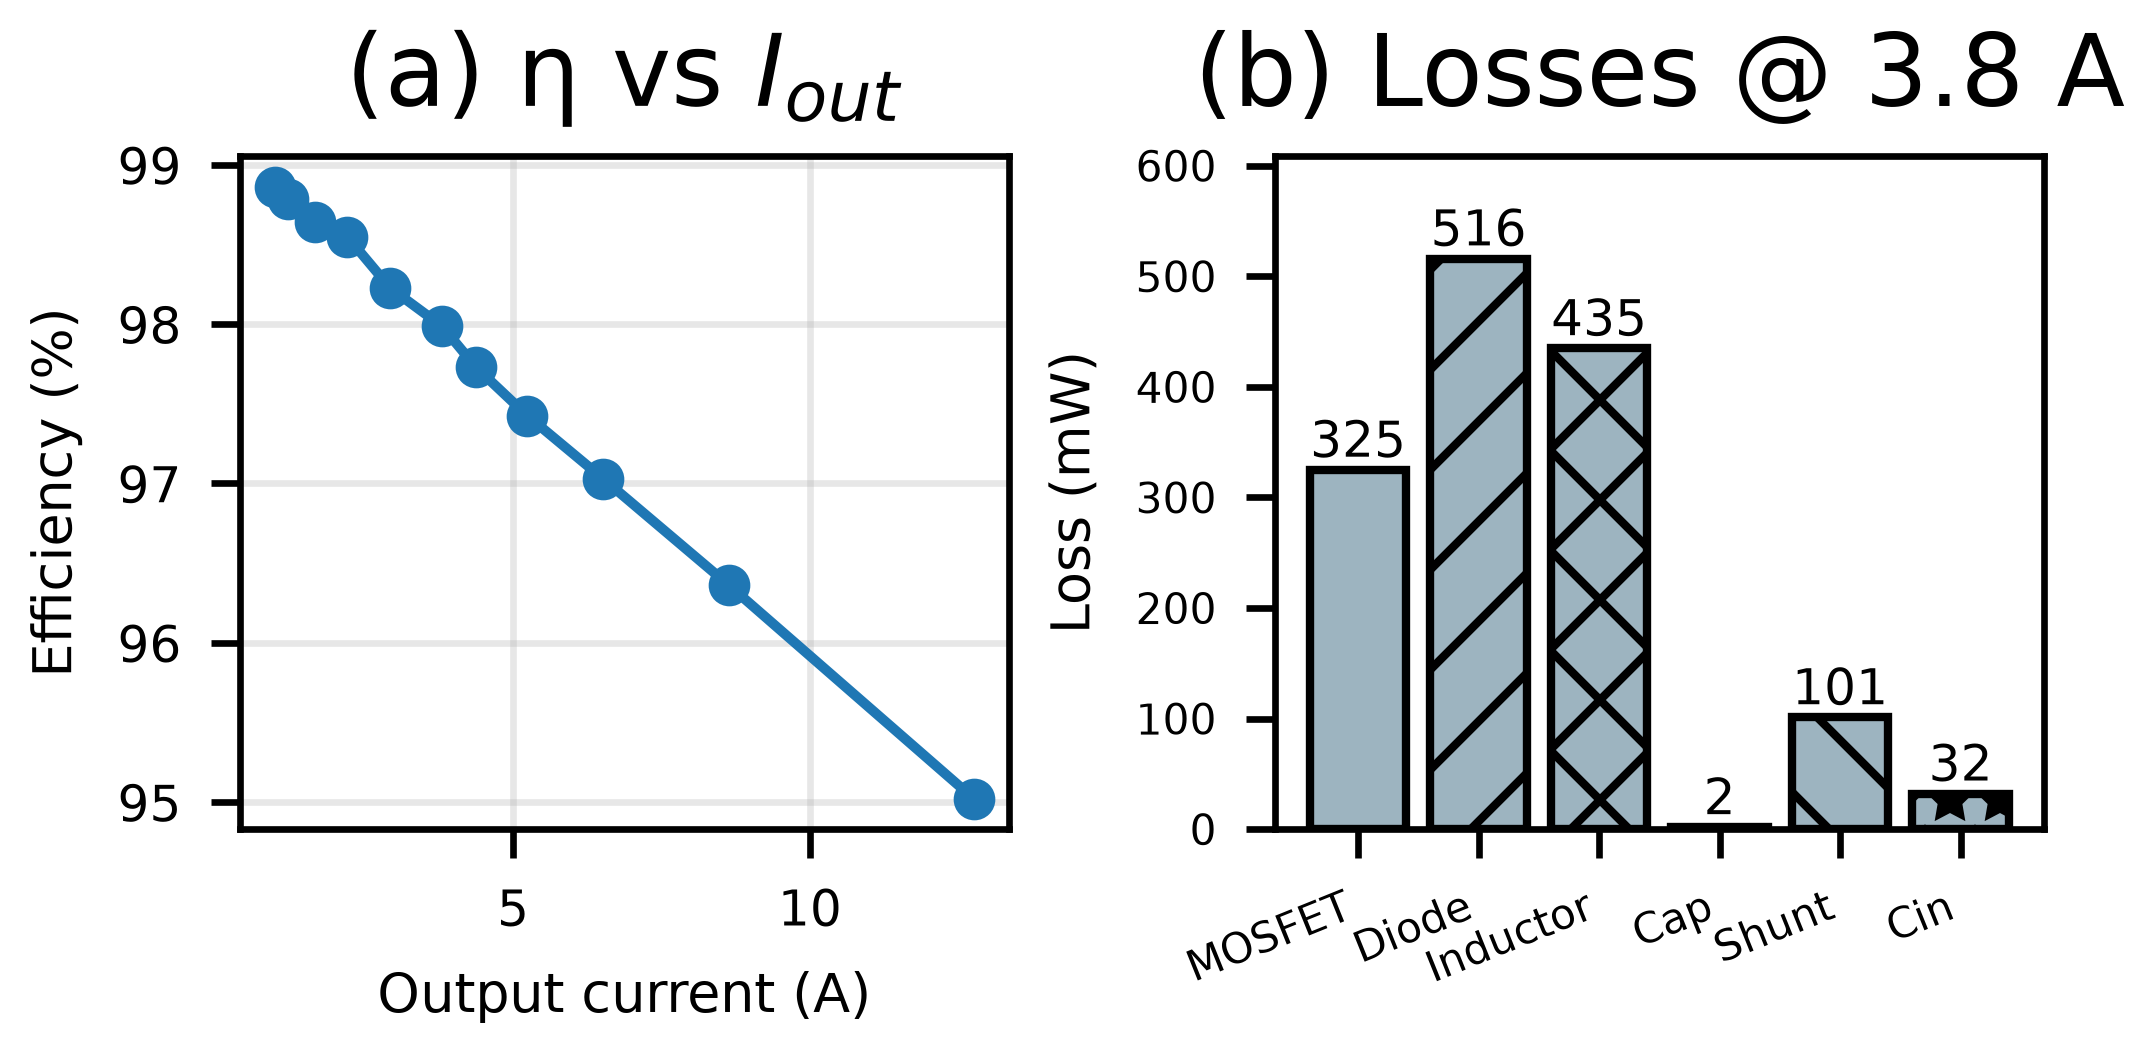 (a) η vs I_out
Efficiency (%)
99
98
97
96
95
5 10
Output current (A)
(b) Losses @ 3.8 A
Loss (mW)
600
500
400
300
200
100
0
325
516
435
2
101
32
MOSFET
Diode
Inductor
Cap
Shunt
Cin